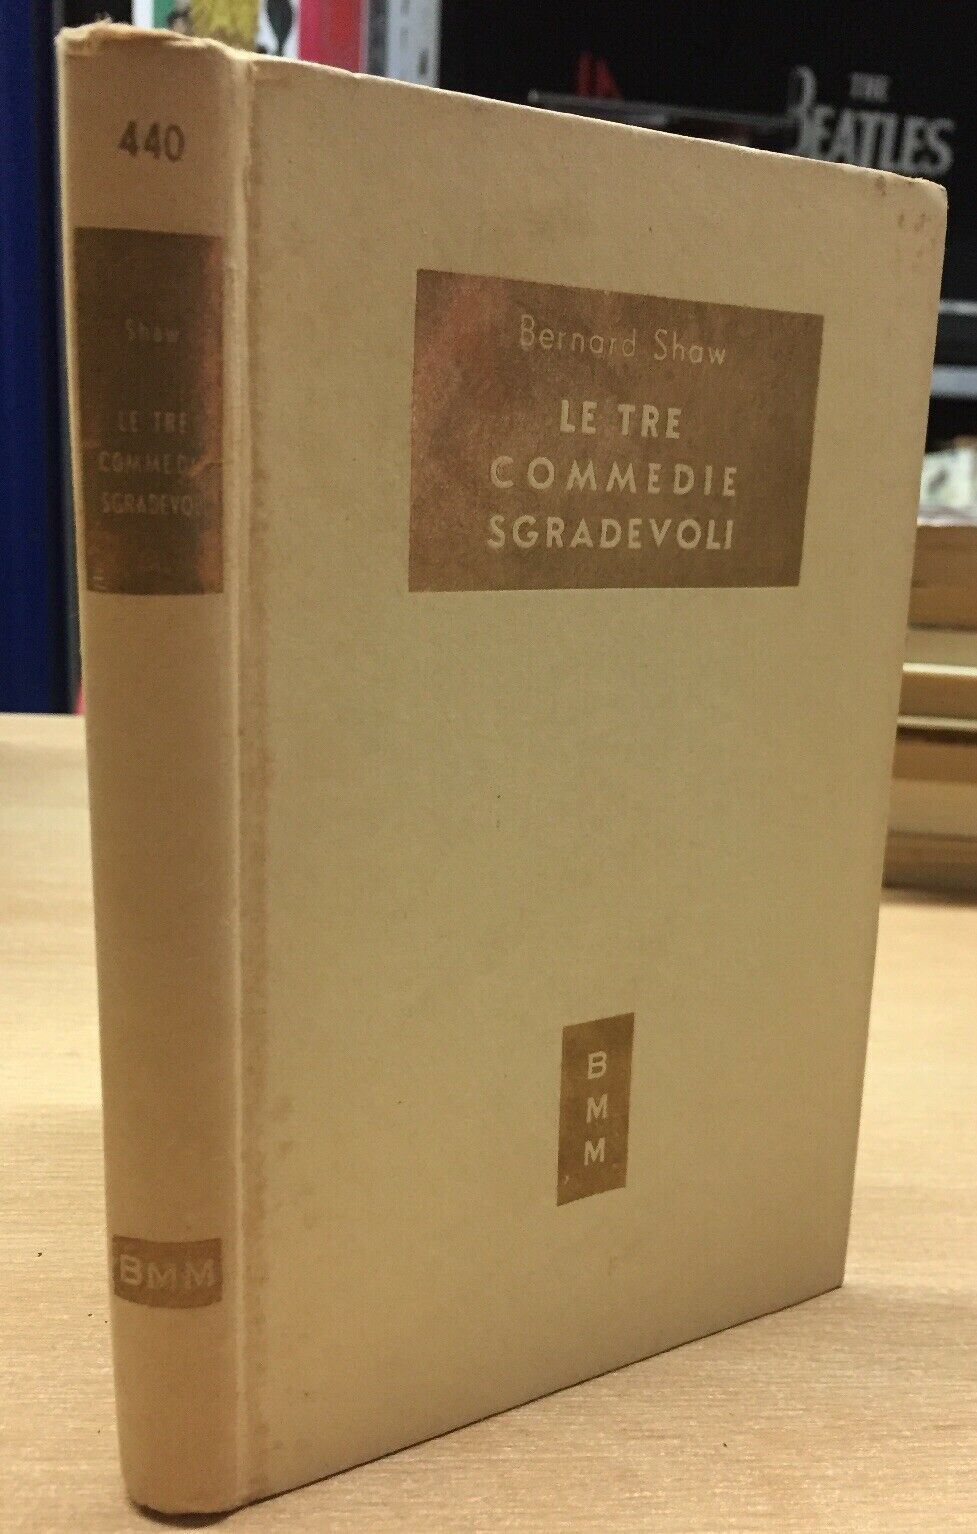 440
Shaw
LE TRE
COMMEDIE
SGRADEVOLI
BMM
Bernard Shaw
LE TRE
COMMEDIE
SGRADEVOLI
B
M
M
THE
BEATLES